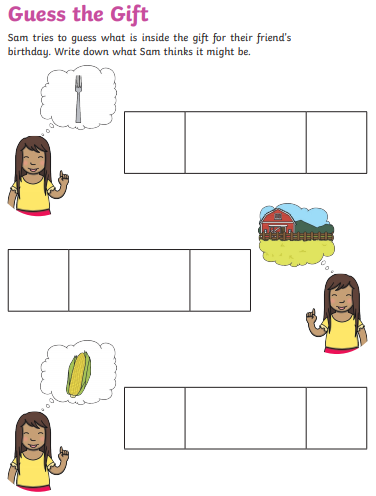 Guess the Gift
Sam tries to guess what is inside the gift for their friend's
birthday. Write down what Sam thinks it might be.